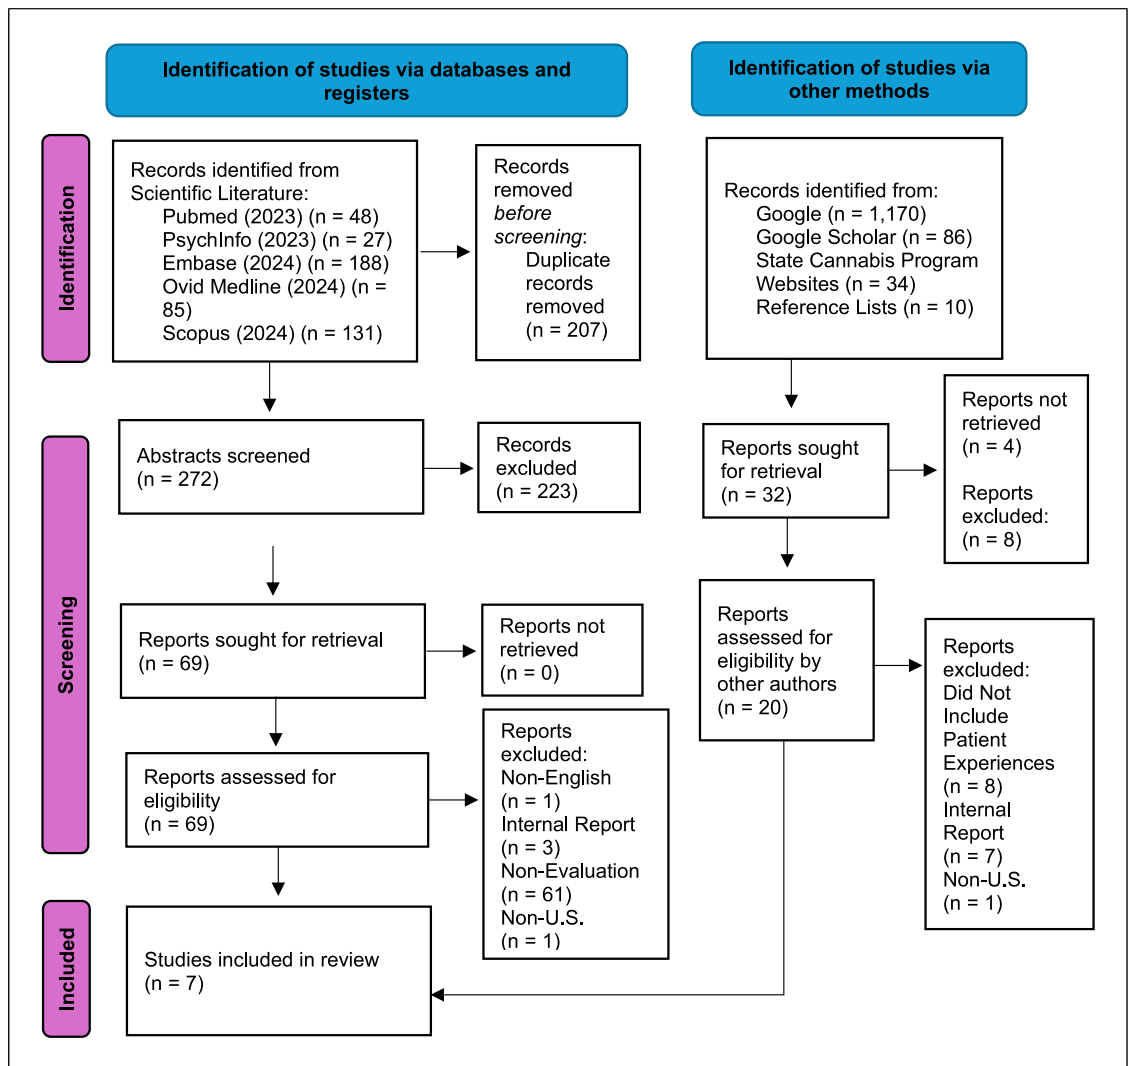 Identification of studies via databases and
registers
Identification of studies via
other methods
Identification
Records identified from
Scientific Literature:
Pubmed (2023) (n = 48)
PsychInfo (2023) (n = 27)
Embase (2024) (n = 188)
Ovid Medline (2024) (n =
85)
Scopus (2024) (n = 131)
Records
removed
before
screening:
Duplicate
records
removed
(n = 207)
Records identified from:
Google (n = 1,170)
Google Scholar (n = 86)
State Cannabis Program
Websites (n = 34)
Reference Lists (n = 10)
Screening
Abstracts screened
(n = 272)
Records
excluded
(n = 223)
Reports sought
for retrieval
(n = 32)
Reports not
retrieved
(n = 4)
Reports
excluded:
(n = 8)
Reports sought for retrieval
(n = 69)
Reports not
retrieved
(n = 0)
Reports
assessed for
eligibility by
other authors
(n = 20)
Reports
excluded:
Did Not
Include
Patient
Experiences
(n = 8)
Internal
Report
(n = 7)
Non-U.S.
(n = 1)
Reports assessed for
eligibility
(n = 69)
Reports
excluded:
Non-English
(n = 1)
Internal Report
(n = 3)
Non-Evaluation
(n = 61)
Non-U.S.
(n = 1)
Included
Studies included in review
(n = 7)